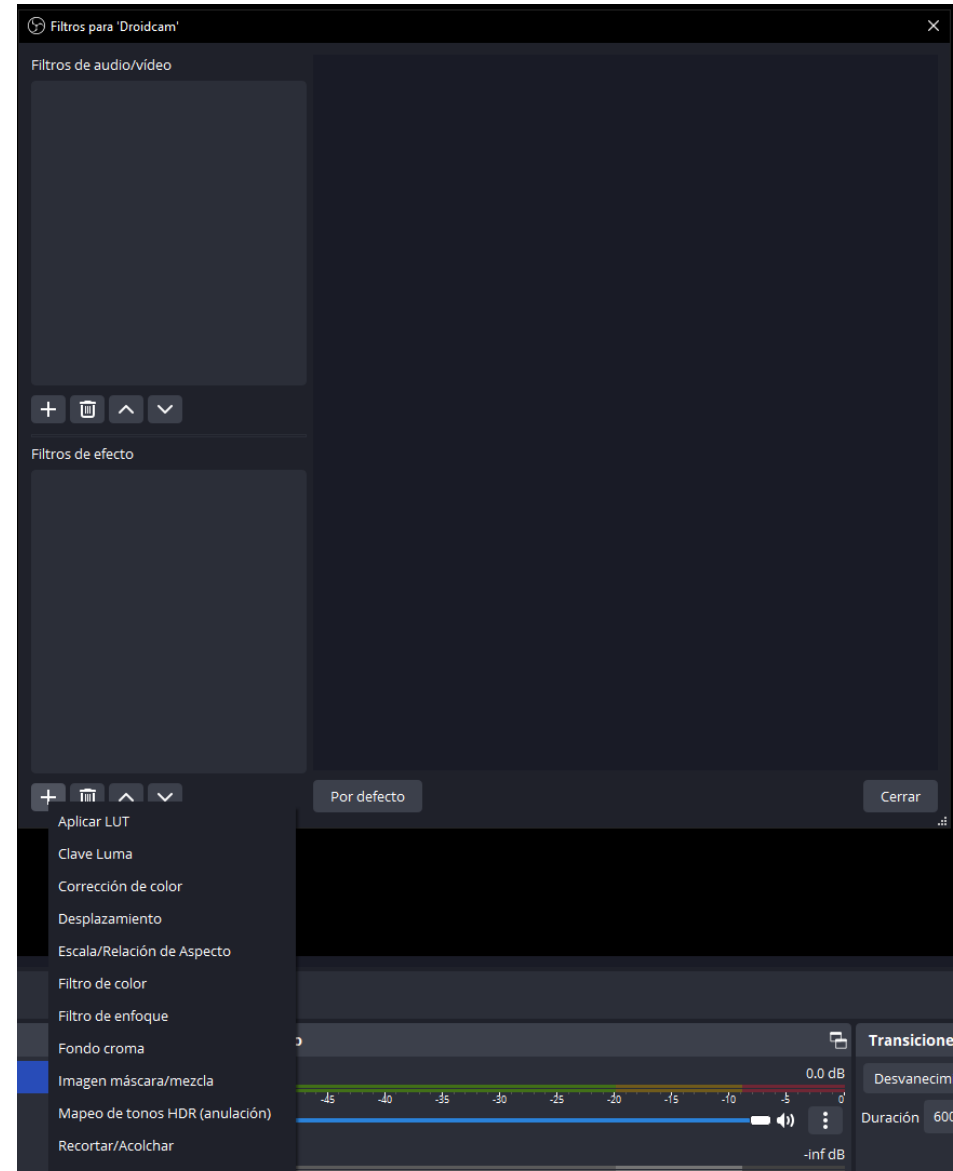 Filtros para 'Droidcam'
Filtros de audio/vídeo
Filtros de efecto
Por defecto
Cerrar
Aplicar LUT
Clave Luma
Corrección de color
Desplazamiento
Escala/Relación de Aspecto
Filtro de color
Filtro de enfoque
Fondo croma
Imagen máscara/mezcla
Mapeo de tonos HDR (anulación)
Recortar/Acolchar
o
0.0 dB
-45 -40 -35 -30 -25 -20 -15 -10 -5 0
-inf dB
Transicione
Desvanecim
Duración 600